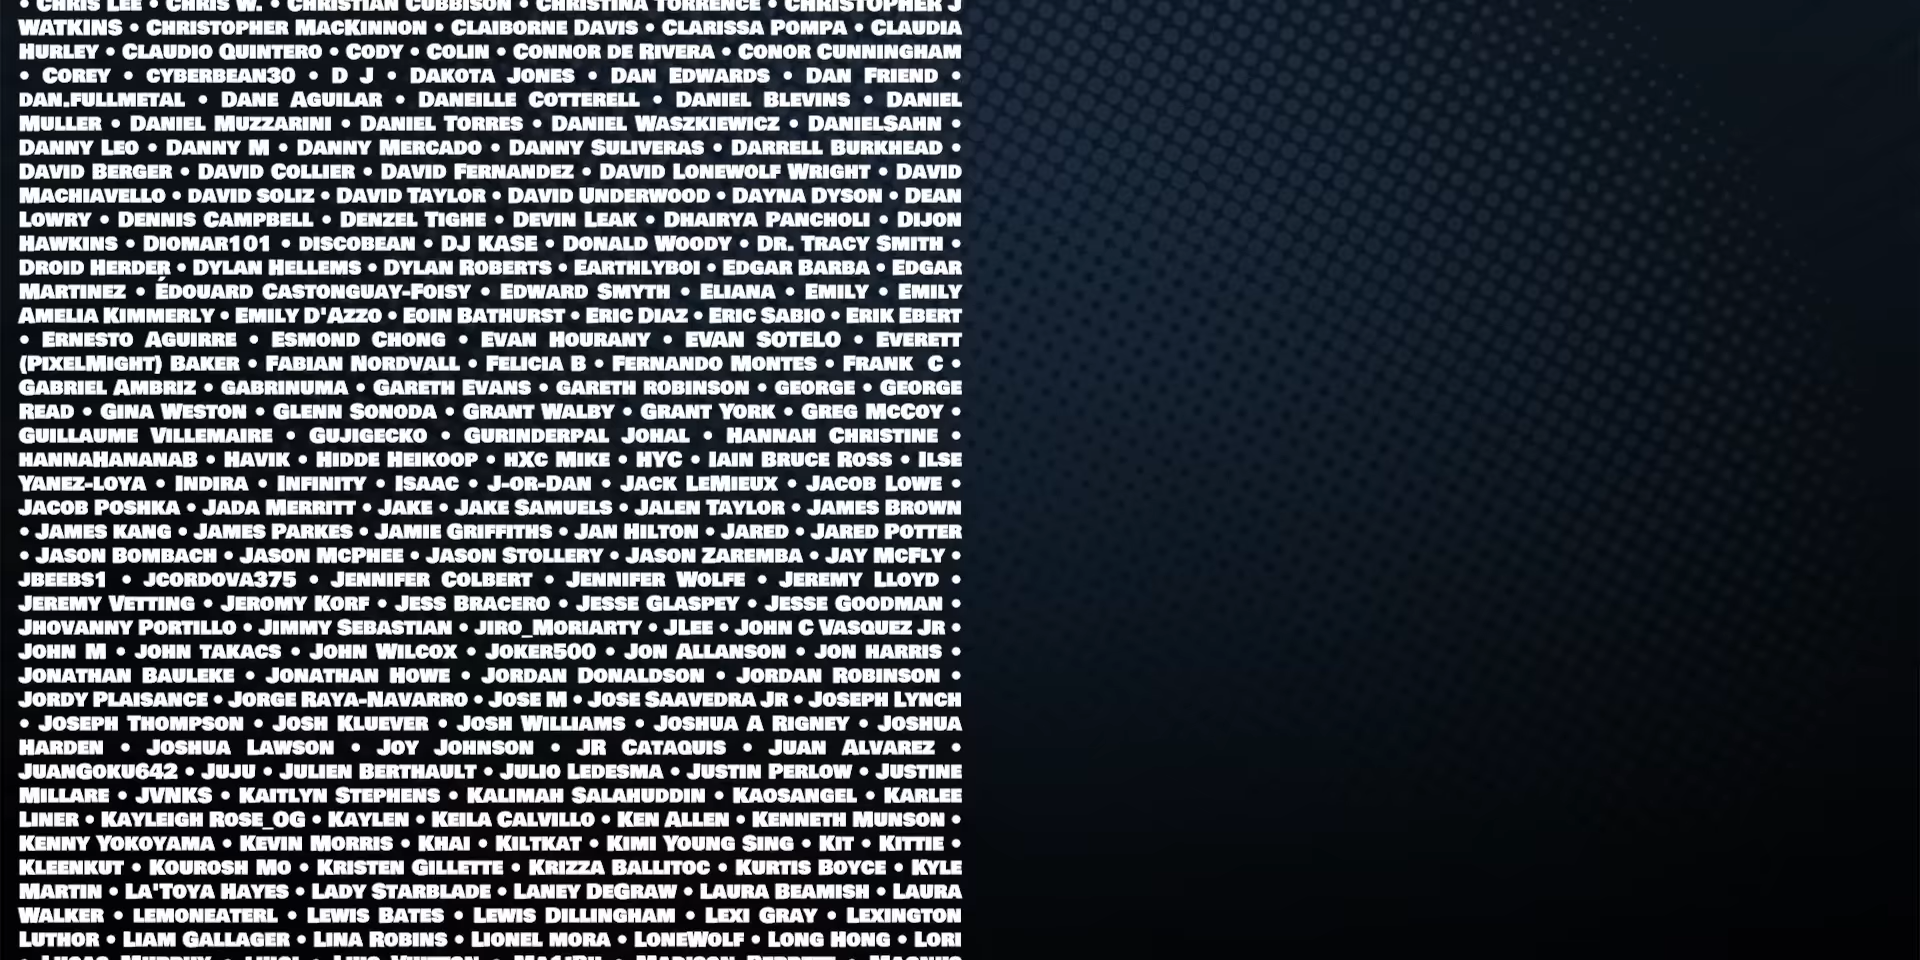 • Chris Lee • Chris W. • Christian Cubbison • Christina Torrence • Christopher J
Watkins • Christopher MacKinnon • Claiborne Davis • Clarissa Pompa • Claudia
Hurley • Claudio Quintero • Cody • Colin • Connor de Rivera • Conor Cunningham
• Corey • cyberbean30 • D J • Dakota Jones • Dan Edwards • Dan Friend •
dan.fullmetal • Dane Aguilar • Daneille Cotterell • Daniel Blevins • Daniel
Muller • Daniel Muzzarini • Daniel Torres • Daniel Waszkiewicz • DanielSahn •
Danny Leo • Danny M • Danny Mercado • Danny Suliveras • Darrell Burkhead •
David Berger • David Collier • David Fernandez • David Lonewolf Wright • David
Machiavello • david soliz • David Taylor • David Underwood • Dayna Dyson • Dean
Lowry • Dennis Campbell • Denzel Tighe • Devin Leak • Dhairya Pancholi • Dijon
Hawkins • Diomar101 • discobean • DJ KASE • Donald Woody • Dr. Tracy Smith •
Droid Herder • Dylan Hellems • Dylan Roberts • Earthlyboi • Edgar Barba • Edgar
Martinez • Édouard Castonguay-Foisy • Edward Smyth • Eliana • Emily • Emily
Amelia Kimmerly • Emily D'Azzo • Eoin Bathurst • Eric Diaz • Eric Sabio • Erik Ebert
• Ernesto Aguirre • Esmond Chong • Evan Hourany • EVAN SOTELO • Everett
(PixelMight) Baker • Fabian Nordvall • Felicia B • Fernando Montes • Frank C •
Gabriel Ambriz • gabrinuma • Gareth Evans • gareth robinson • george • George
Read • Gina Weston • Glenn Sonoda • Grant Walby • Grant York • Greg McCoy •
Guillaume Villemaire • Gujigecko • Gurinderpal Johal • Hannah Christine •
hannaHananaB • Havik • Hidde Heikoop • hXc Mike • HYC • Iain Bruce Ross • Ilse
Yanez-loya • Indira • Infinity • Isaac • J-or-Dan • Jack LeMieux • Jacob Lowe •
Jacob Poshka • Jada Merritt • Jake • Jake Samuels • Jalen Taylor • James Brown
• James kang • James Parkes • Jamie Griffiths • Jan Hilton • Jared • Jared Potter
• Jason Bombach • Jason McPhee • Jason Stollery • Jason Zaremba • Jay McFly •
jbeebs1 • jcordova375 • Jennifer Colbert • Jennifer Wolfe • Jeremy Lloyd •
Jeremy Vetting • Jeromy Korf • Jess Bracero • Jesse Glaspey • Jesse Goodman •
Jhovanny Portillo • Jimmy Sebastian • jiro_Moriarty • JLee • John C Vasquez Jr •
John M • john takacs • John Wilcox • Joker500 • Jon Allanson • jon harris •
Jonathan Bauleke • Jonathan Howe • Jordan Donaldson • Jordan Robinson •
Jordy Plaisance • Jorge Raya-Navarro • Jose M • Jose Saavedra Jr • Joseph Lynch
• Joseph Thompson • Josh Kluever • Josh Williams • Joshua A Rigney • Joshua
Harden • Joshua Lawson • Joy Johnson • JR Cataquis • Juan Alvarez •
JuanGoku642 • Juju • Julien Berthault • Julio Ledesma • Justin Perlow • Justine
Millare • JVNKS • Kaitlyn Stephens • Kalimah Salahuddin • Kaosangel • Karlee
Liner • Kayleigh Rose_OG • Kaylen • Keila Calvillo • Ken Allen • Kenneth Munson •
Kenny Yokoyama • Kevin Morris • Khai • Kiltkat • Kimi Young Sing • Kit • Kittie •
Kleenkut • Kourosh Mo • Kristen Gillette • Krizza Ballitoc • Kurtis Boyce • Kyle
Martin • La'Toya Hayes • Lady Starblade • Laney DeGraw • Laura Beamish • Laura
Walker • lemoneaterl • Lewis Bates • Lewis Dillingham • Lexi Gray • Lexington
Luthor • Liam Gallager • Lina Robins • Lionel mora • LoneWolf • Long Hong • Lori
• Lucas Murphy • luigi • Luis Vuitton •